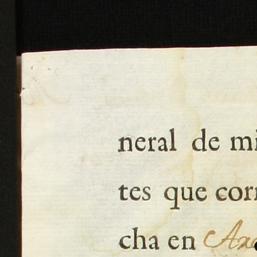 neral de mi
tes que corr
cha en